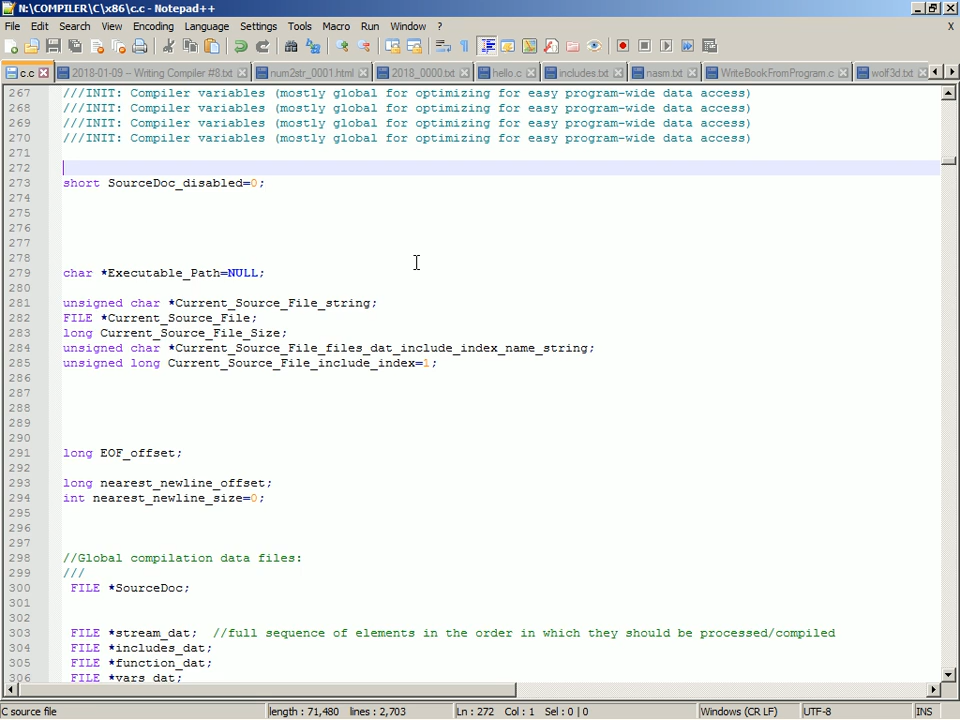 N:\COMPILER\C\x86\c.c - Notepad++
File Edit Search View Encoding Language Settings Tools Macro Run Window ? X
c.c 2018-01-09 – Writing Compiler #8.txt num2str_0001.html 2018_0000.txt hello.c includes.txt nasm.txt WriteBookFromProgram.c wolf3d.txt
267 ///INIT: Compiler variables (mostly global for optimizing for easy program-wide data access)
268 ///INIT: Compiler variables (mostly global for optimizing for easy program-wide data access)
269 ///INIT: Compiler variables (mostly global for optimizing for easy program-wide data access)
270 ///INIT: Compiler variables (mostly global for optimizing for easy program-wide data access)
271
272
273 short SourceDoc_disabled=0;
274
275
276
277
278
279 char *Executable_Path=NULL;
280
281 unsigned char *Current_Source_File_string;
282 FILE *Current_Source_File;
283 long Current_Source_File_Size;
284 unsigned char *Current_Source_File_files_dat_include_index_name_string;
285 unsigned long Current_Source_File_include_index=1;
286
287
288
289
290
291 long EOF_offset;
292
293 long nearest_newline_offset;
294 int nearest_newline_size=0;
295
296
297
298 //Global compilation data files:
299 ///
300 FILE *SourceDoc;
301
302
303 FILE *stream_dat; //full sequence of elements in the order in which they should be processed/compiled
304 FILE *includes_dat;
305 FILE *function_dat;
306 FILE *vars_dat;
C source file length : 71,480 lines : 2,703 Ln : 272 Col : 1 Sel : 0 | 0 Windows (CR LF) UTF-8 INS